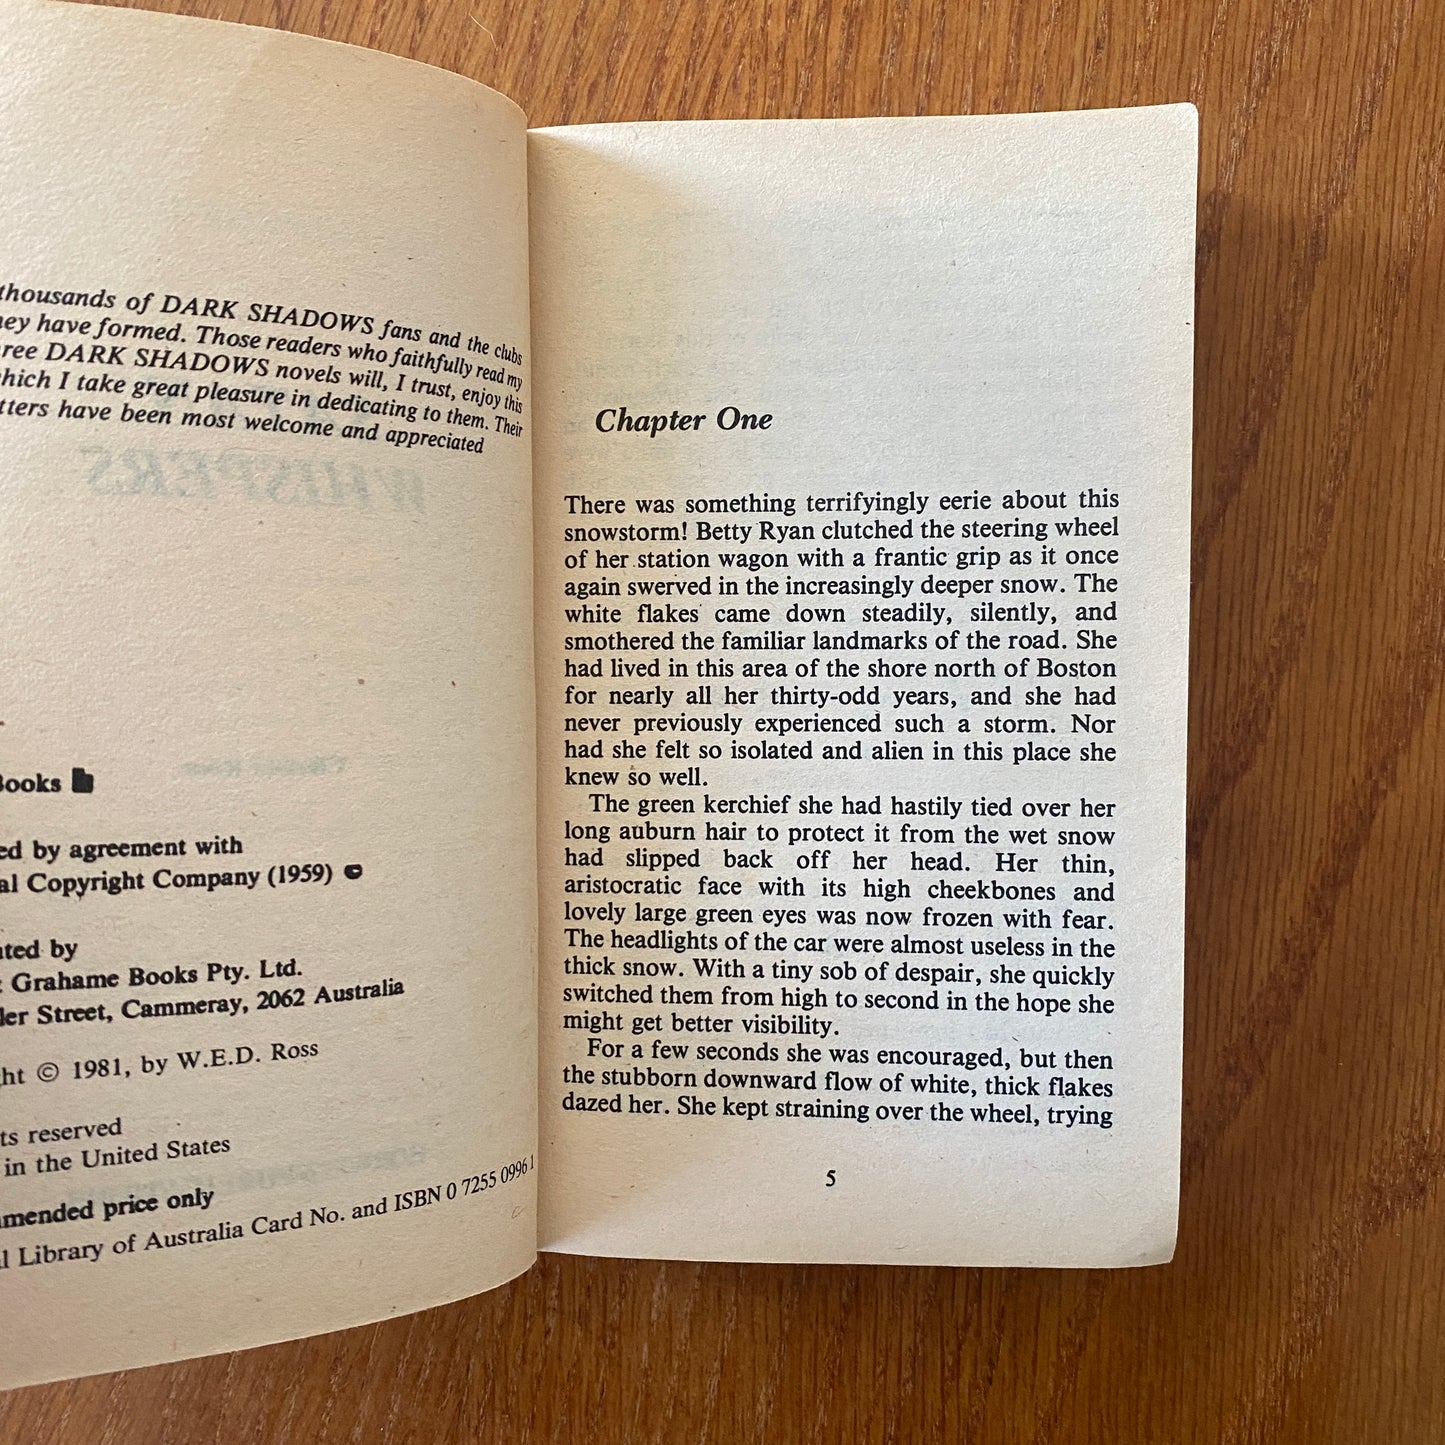 thousands of DARK SHADOWS fans and the clubs
have formed. Those readers who faithfully read my
DARK SHADOWS novels will, I trust, enjoy this
which I take great pleasure in dedicating to them. Their
have been most welcome and appreciated
WHISPERS
Books
by agreement with
Copyright Company (1959)
by
Grahame Books Pty. Ltd.
Street, Cammeray, 2062 Australia
© 1981, by W.E.D. Ross
reserved
in the United States
price only
Library of Australia Card No. and ISBN 0 7255 0996 1
Chapter One
There was something terrifyingly eerie about this
snowstorm! Betty Ryan clutched the steering wheel
of her station wagon with a frantic grip as it once
again swerved in the increasingly deeper snow. The
white flakes came down steadily, silently, and
smothered the familiar landmarks of the road. She
had lived in this area of the shore north of Boston
for nearly all her thirty-odd years, and she had
never previously experienced such a storm. Nor
had she felt so isolated and alien in this place she
knew so well.
The green kerchief she had hastily tied over her
long auburn hair to protect it from the wet snow
had slipped back off her head. Her thin,
aristocratic face with its high cheekbones and
lovely large green eyes was now frozen with fear.
The headlights of the car were almost useless in the
thick snow. With a tiny sob of despair, she quickly
switched them from high to second in the hope she
might get better visibility.
For a few seconds she was encouraged, but then
the stubborn downward flow of white, thick flakes
dazed her. She kept straining over the wheel, trying
5